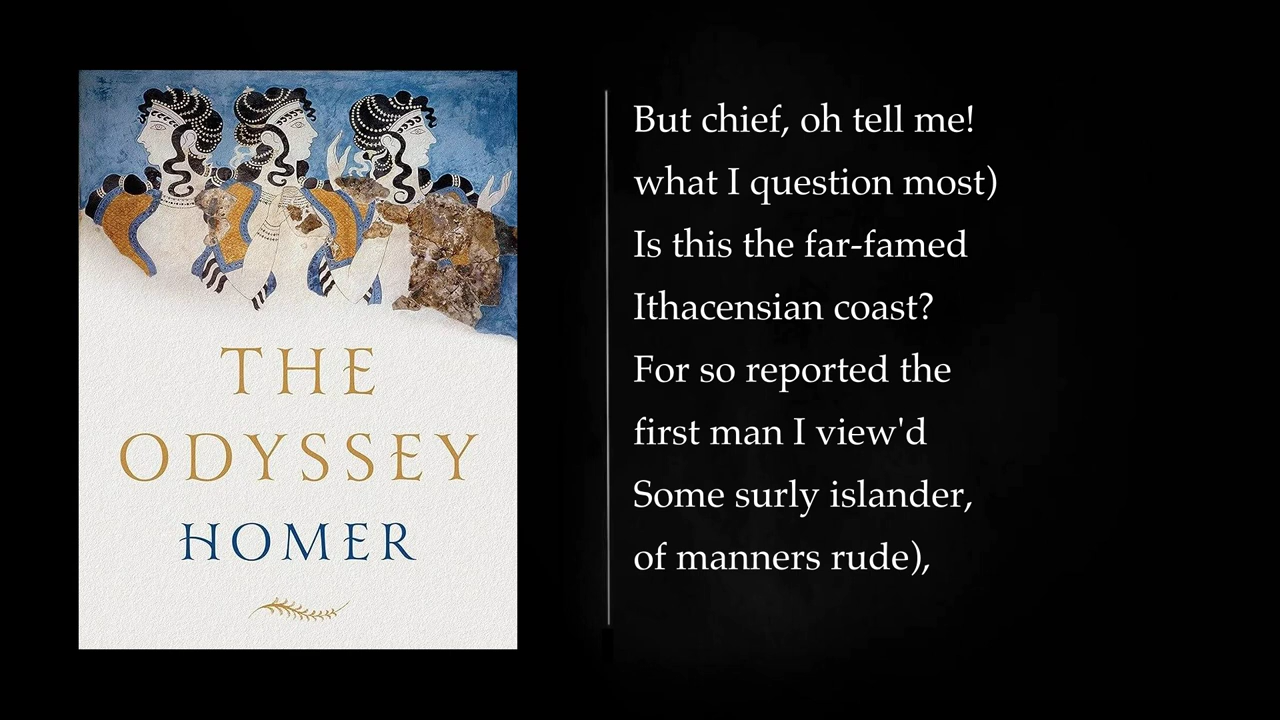 THE
ODYSSEY
HOMER
But chief, oh tell me!
what I question most)
Is this the far-famed
Ithacensian coast?
For so reported the
first man I view'd
Some surly islander,
of manners rude),